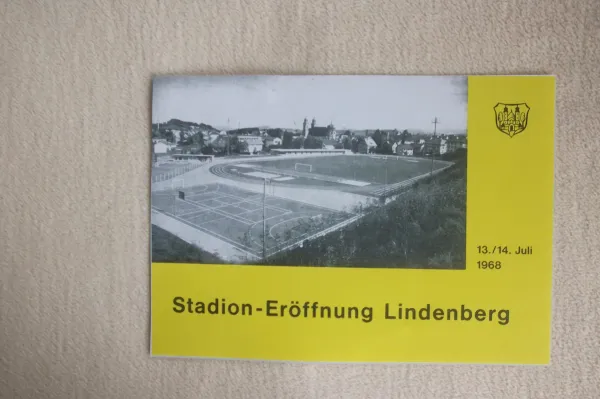 13./14. Juli
1968
Stadion-Eröffnung Lindenberg